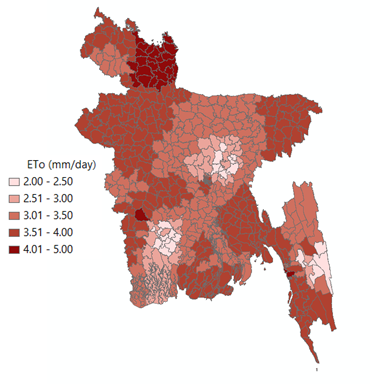 ETo (mm/day)
2.00 - 2.50
2.51 - 3.00
3.01 - 3.50
3.51 - 4.00
4.01 - 5.00